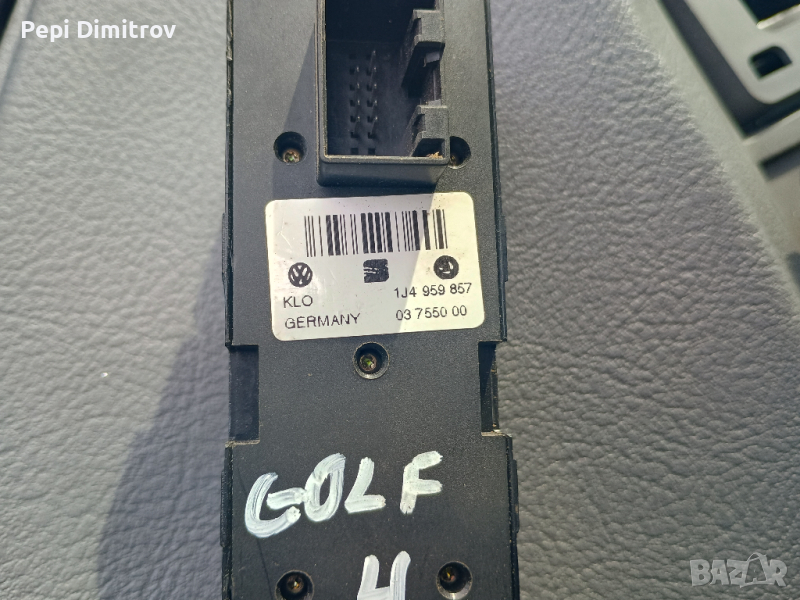 Pepi Dimitrov
KLO 1J4 959 857
GERMANY 03 7550 00
GOLF
4
BAZAR